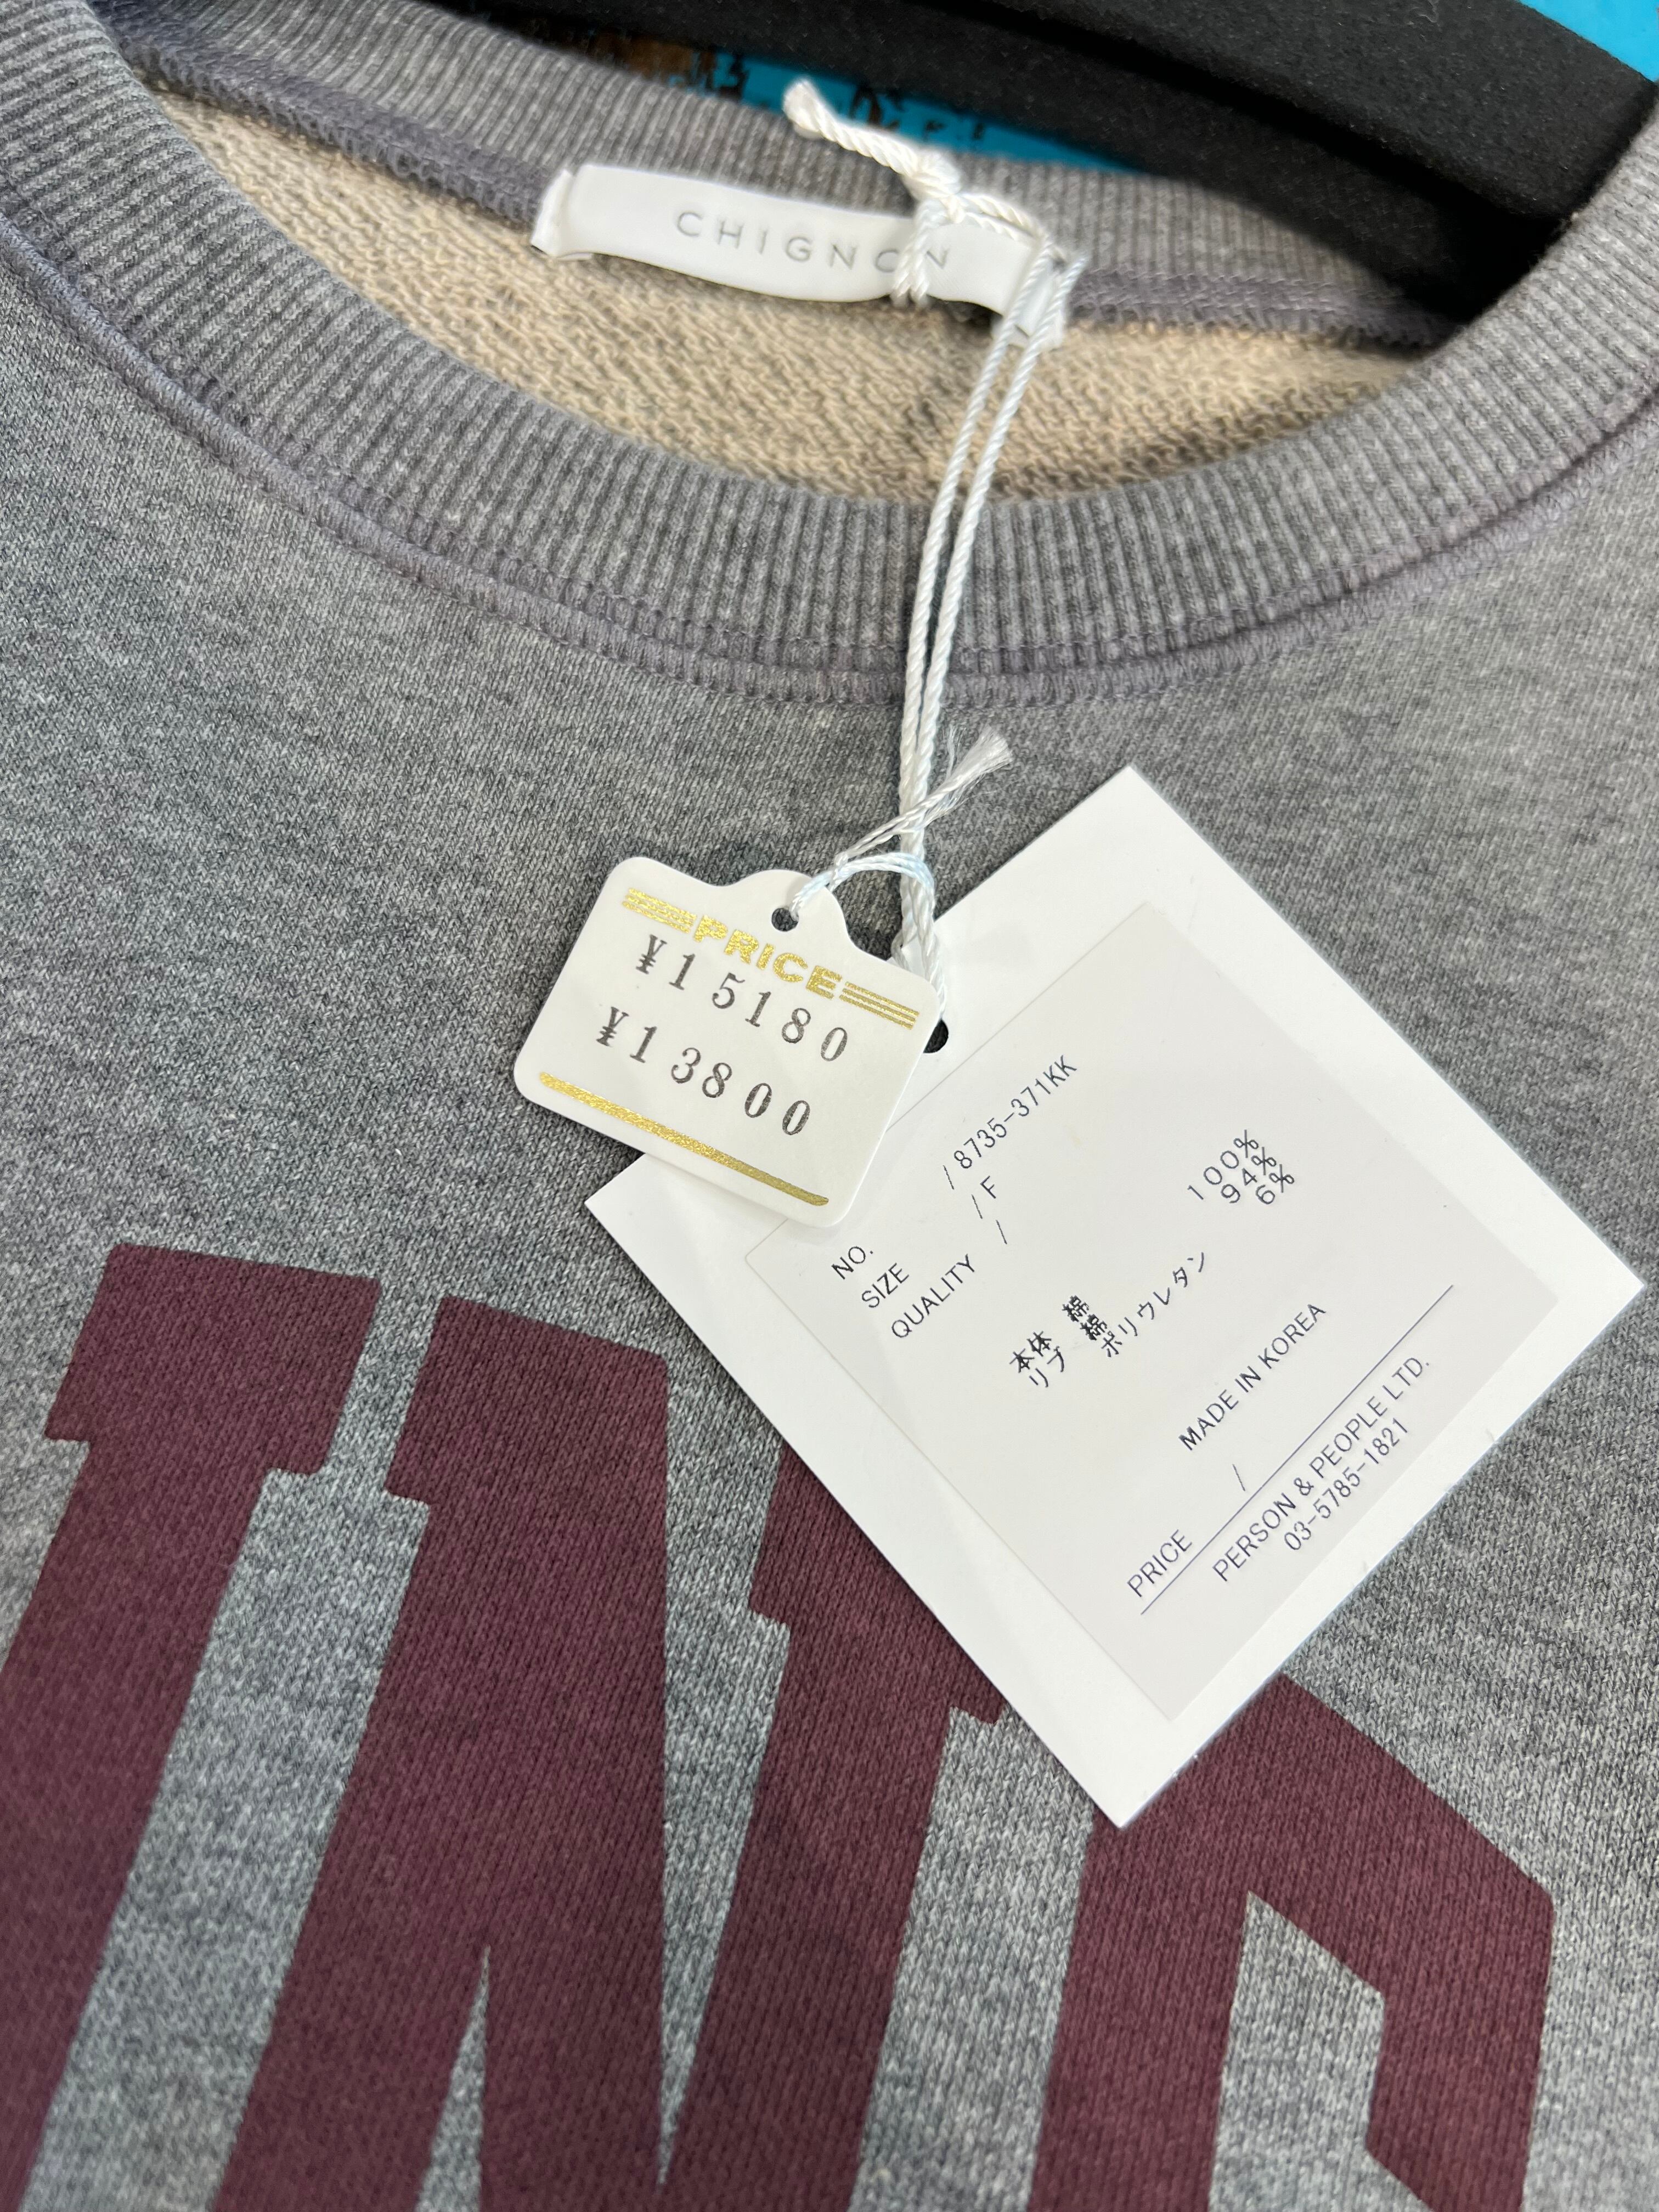 CHIGNON
PRICE
¥15180
¥13800
NO. / 8735-371KK
SIZE / F
QUALITY /
本体 綿 100%
リブ 綿 94%
ポリウレタン 6%
MADE IN KOREA
PRICE /
PERSON & PEOPLE LTD.
03-5785-1821